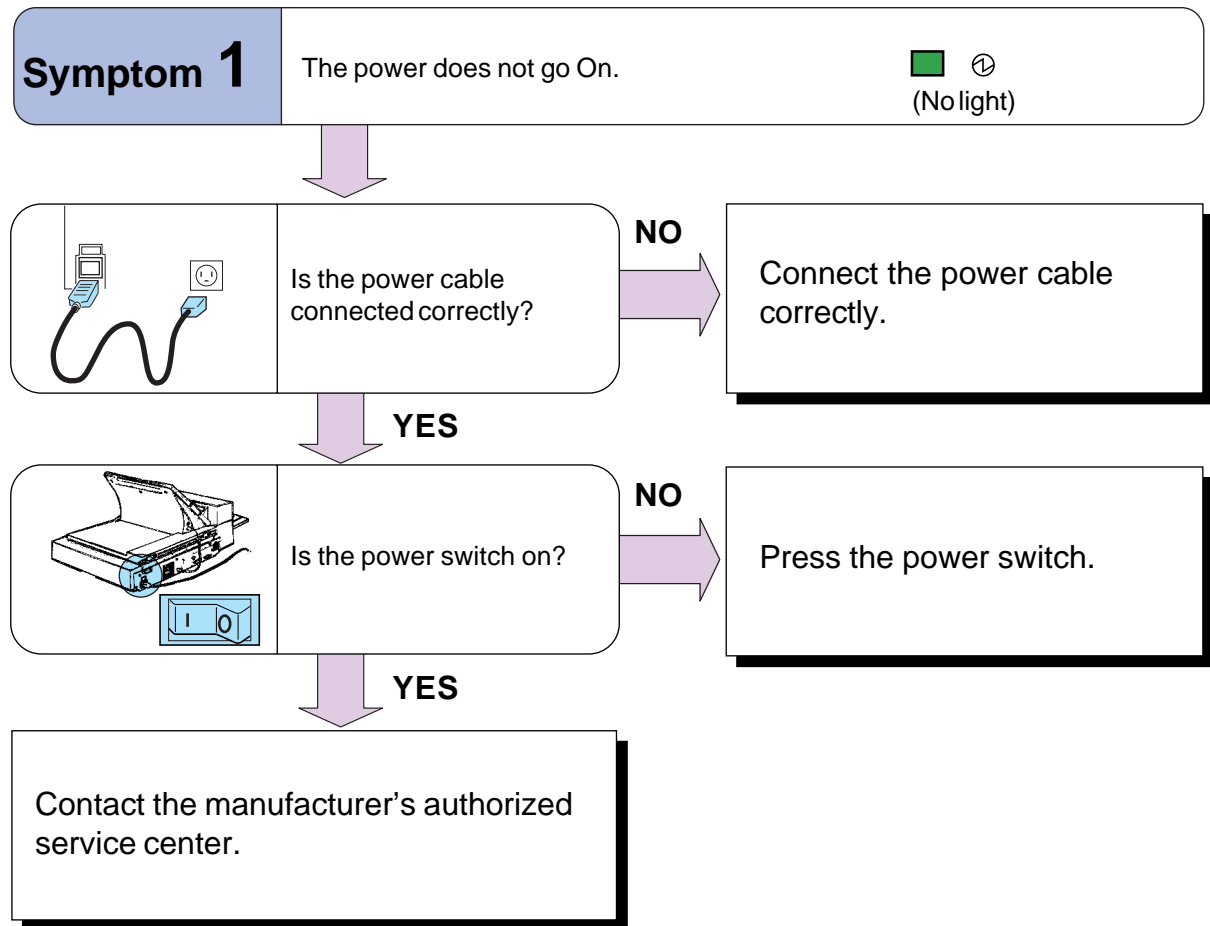 Symptom 1
The power does not go On.
(No light)
Is the power cable
connected correctly?
NO
Connect the power cable
correctly.
YES
Is the power switch on?
I O
NO
Press the power switch.
YES
Contact the manufacturer’s authorized
service center.